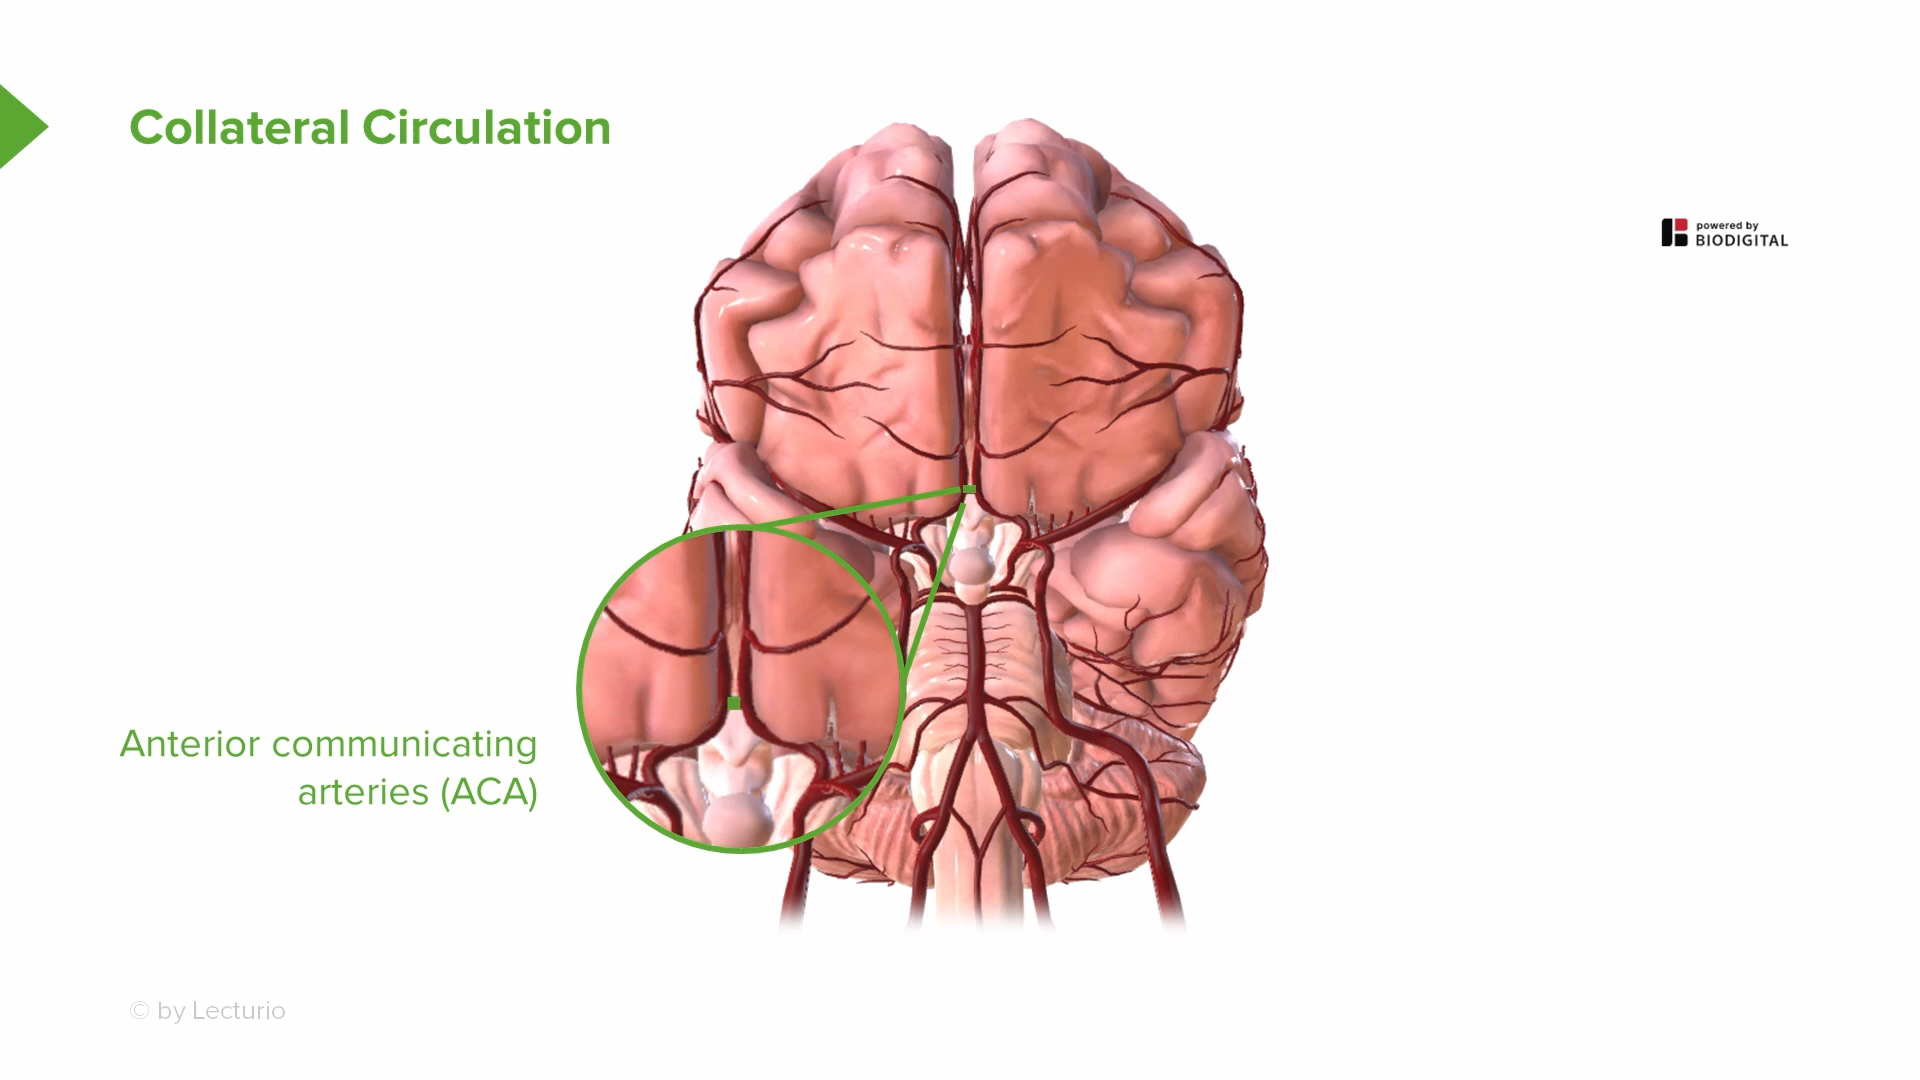 Collateral Circulation
powered by
BIODIGITAL
Anterior communicating
arteries (ACA)
© by Lecturio